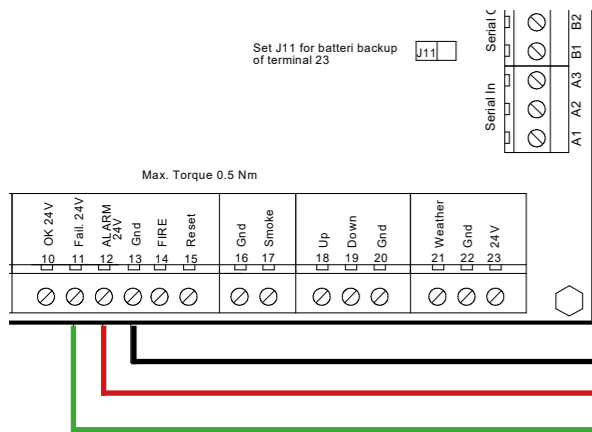 Set J11 for batteri backup
of terminal 23
J11
Serial In
B2
B1
A3
A2
A1
Max. Torque 0.5 Nm
OK 24V
Fail. 24V
ALARM
24V
Gnd
FIRE
Reset
Gnd
Smoke
Up
Down
Gnd
Weather
Gnd
24V
10 11 12 13 14 15 16 17 18 19 20 21 22 23